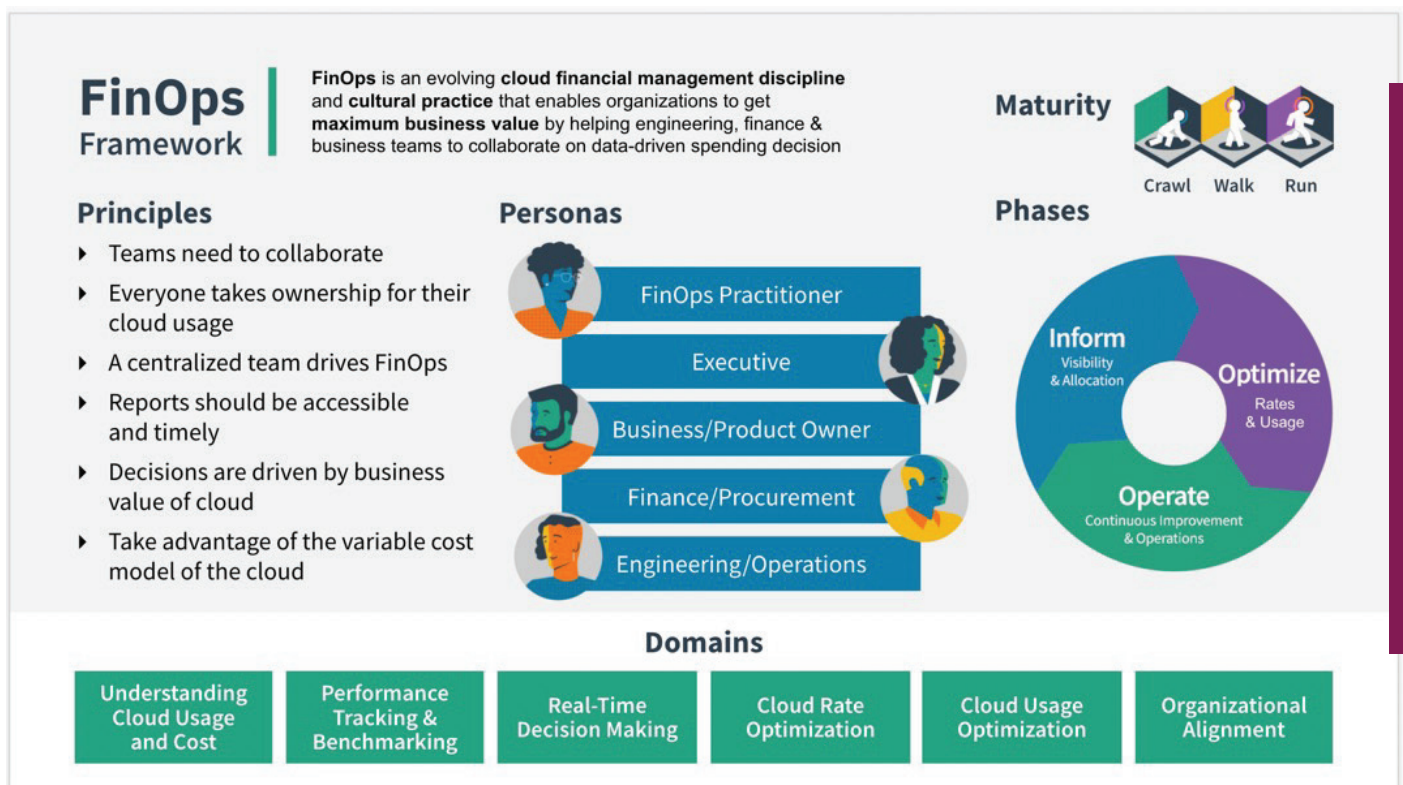 FinOps
Framework
FinOps is an evolving cloud financial management discipline
and cultural practice that enables organizations to get
maximum business value by helping engineering, finance &
business teams to collaborate on data-driven spending decision
Maturity
Crawl Walk Run
Principles
Teams need to collaborate
Everyone takes ownership for their
cloud usage
A centralized team drives FinOps
Reports should be accessible
and timely
Decisions are driven by business
value of cloud
Take advantage of the variable cost
model of the cloud
Personas
FinOps Practitioner
Executive
Business/Product Owner
Finance/Procurement
Engineering/Operations
Phases
Inform
Visibility
& Allocation
Optimize
Rates
& Usage
Operate
Continuous Improvement
& Operations
Domains
Understanding
Cloud Usage
and Cost
Performance
Tracking &
Benchmarking
Real-Time
Decision Making
Cloud Rate
Optimization
Cloud Usage
Optimization
Organizational
Alignment